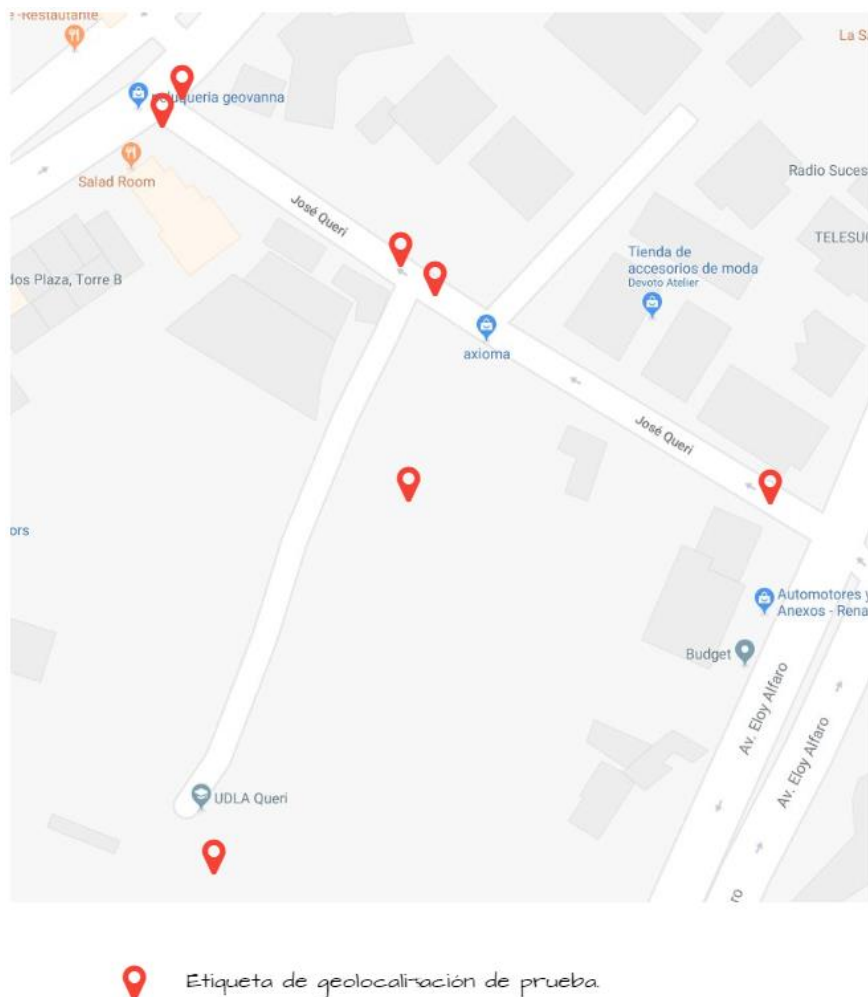 -Restautante
La S
geovanna
Salad Room
José Queri
Radio Suces
TELESU
Tienda de
accesorios de moda
Devoto Atelier
dos Plaza, Torre B
axioma
José Queri
ors
Automotores y
Anexos - Rena
Budget
Av. Eloy Alfaro
Av. Eloy Alfaro
UDLA Queri
ro
Etiqueta de geolocalización de prueba.